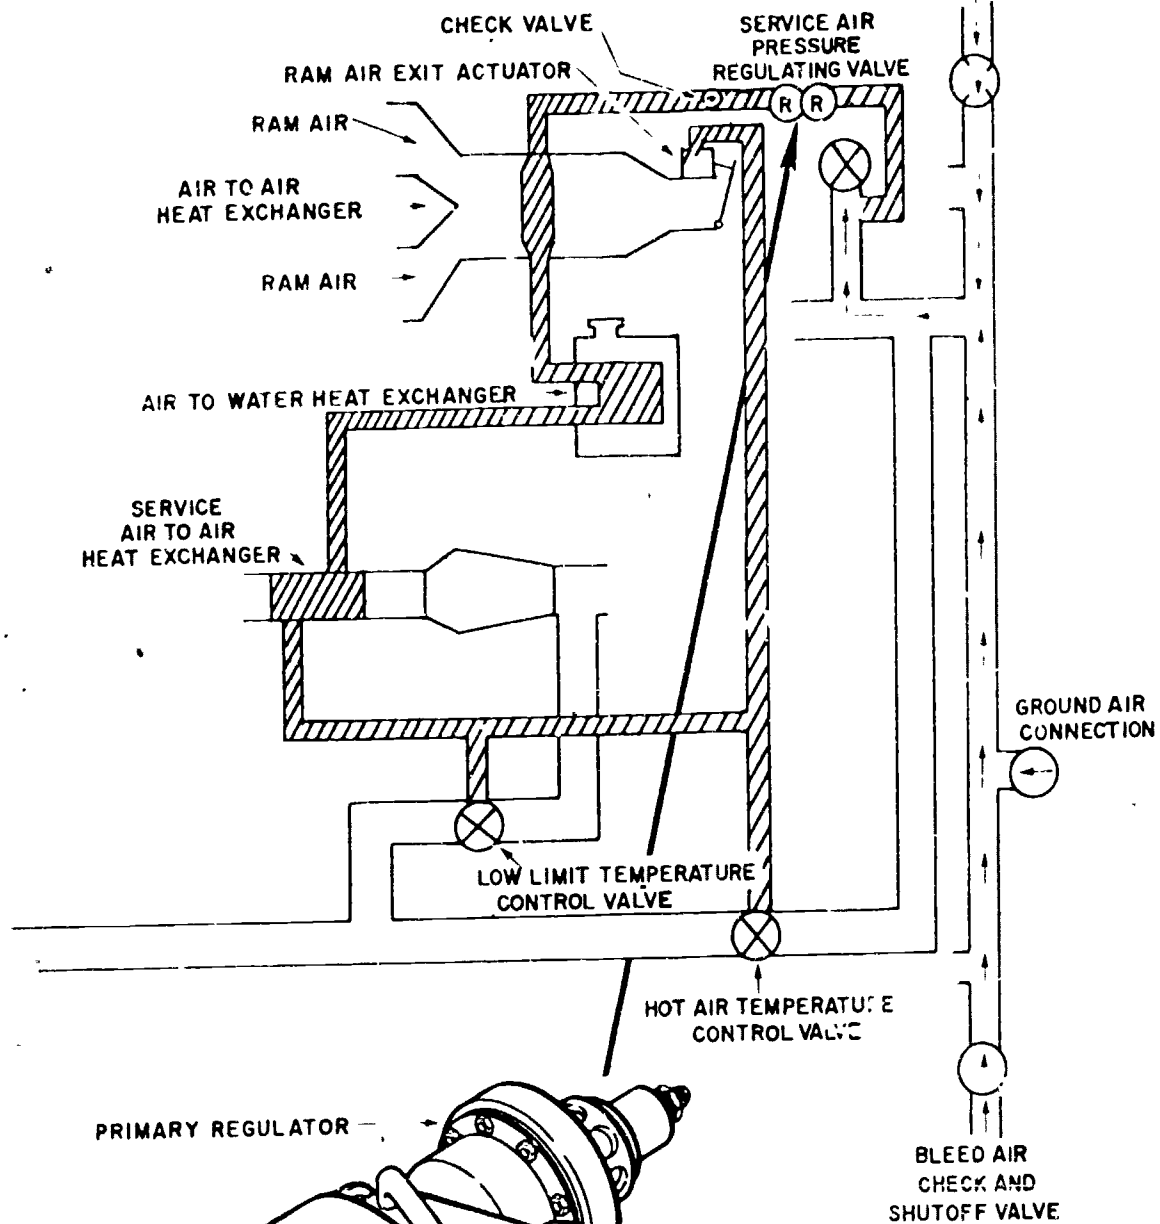 CHECK VALVE
SERVICE AIR
PRESSURE
REGULATING VALVE
RAM AIR EXIT ACTUATOR
R R
RAM AIR
AIR TO AIR
HEAT EXCHANGER
RAM AIR
AIR TO WATER HEAT EXCHANGER
SERVICE
AIR TO AIR
HEAT EXCHANGER
GROUND AIR
CONNECTION
LOW LIMIT TEMPERATURE
CONTROL VALVE
HOT AIR TEMPERATURE
CONTROL VALVE
PRIMARY REGULATOR
BLEED AIR
CHECK AND
SHUTOFF VALVE